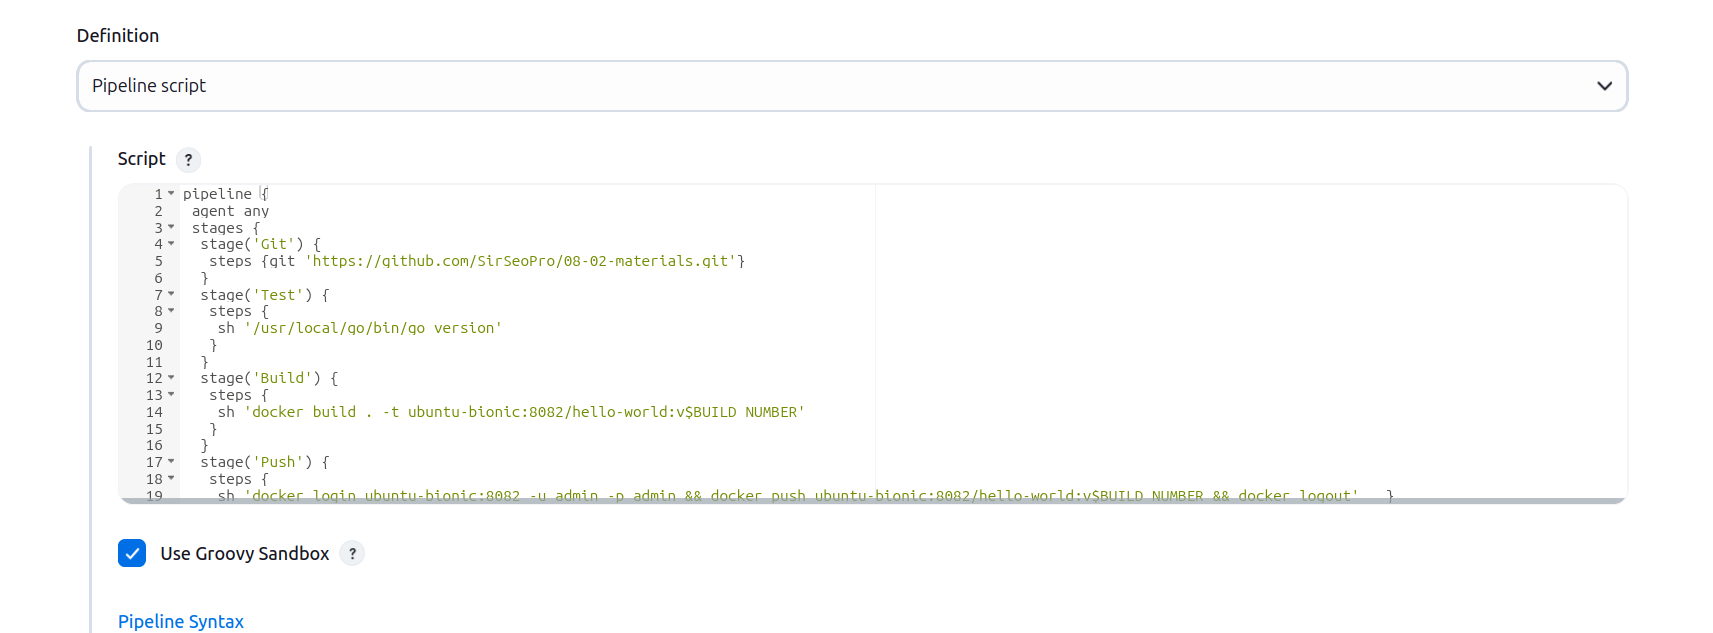 Definition
Pipeline script
Script ?
1 pipeline {
2 agent any
3 stages {
4 stage('Git') {
5 steps {git 'https://github.com/SirSeoPro/08-02-materials.git'}
6 }
7 stage('Test') {
8 steps {
9 sh '/usr/local/go/bin/go version'
10 }
11 }
12 stage('Build') {
13 steps {
14 sh 'docker build . -t ubuntu-bionic:8082/hello-world:v$BUILD_NUMBER'
15 }
16 }
17 stage('Push') {
18 steps {
19 sh 'docker login ubuntu-bionic:8082 -u admin -p admin && docker push ubuntu-bionic:8082/hello-world:v$BUILD_NUMBER && docker logout' }
Use Groovy Sandbox ?
Pipeline Syntax